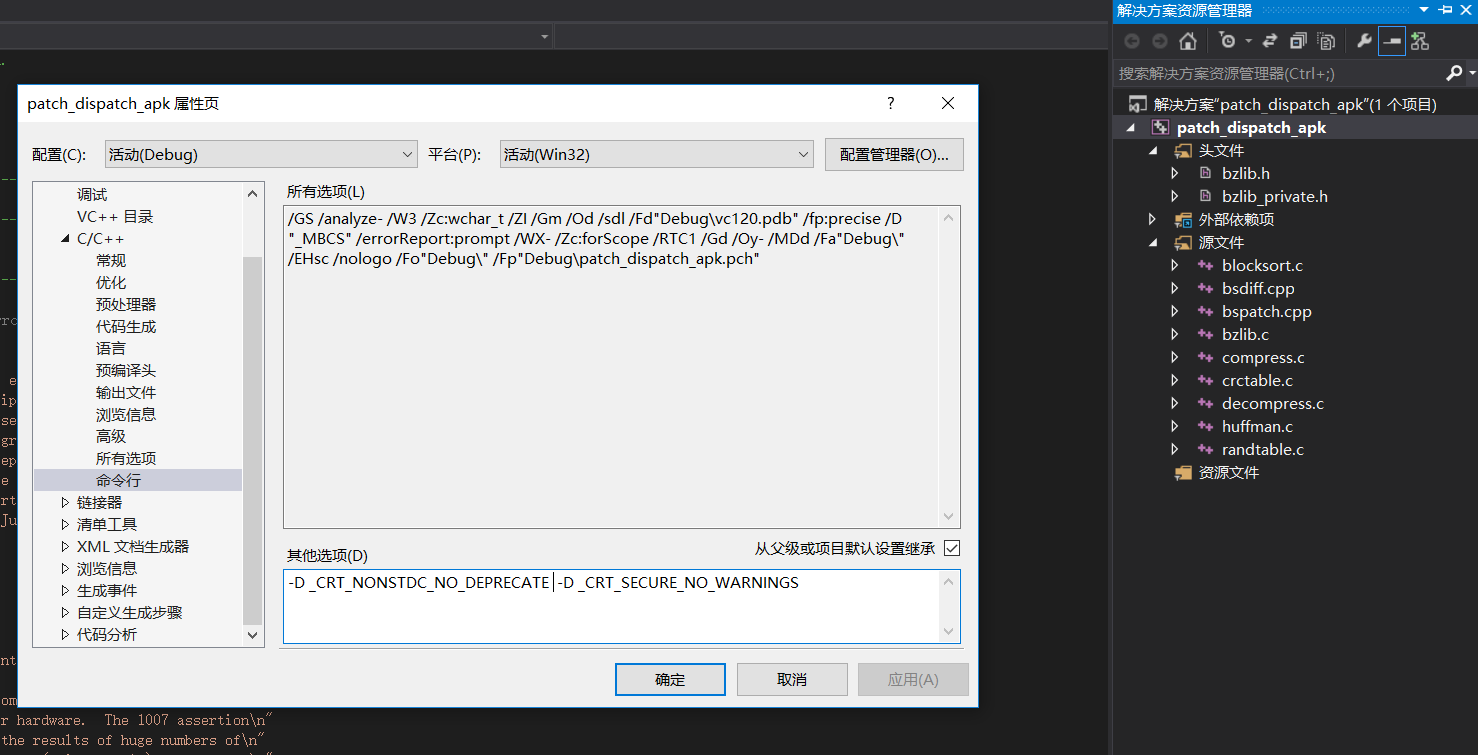 解决方案资源管理器
搜索解决方案资源管理器(Ctrl+;)
解决方案"patch_dispatch_apk"(1 个项目)
patch_dispatch_apk
头文件
bzlib.h
bzlib_private.h
外部依赖项
源文件
blocksort.c
bsdiff.cpp
bspatch.cpp
bzlib.c
compress.c
crctable.c
decompress.c
huffman.c
randtable.c
资源文件
patch_dispatch_apk 属性页
?
配置(C):
活动(Debug)
平台(P):
活动(Win32)
配置管理器(O)...
调试
VC++ 目录
C/C++
常规
优化
预处理器
代码生成
语言
预编译头
输出文件
浏览信息
高级
所有选项
命令行
链接器
清单工具
XML 文档生成器
浏览信息
生成事件
自定义生成步骤
代码分析
所有选项(L)
/GS /analyze- /W3 /Zc:wchar_t /ZI /Gm /Od /sdl /Fd"Debug\vc120.pdb" /fp:precise /D
"_MBCS" /errorReport:prompt /WX- /Zc:forScope /RTC1 /Gd /Oy- /MDd /Fa"Debug\"
/EHsc /nologo /Fo"Debug\" /Fp"Debug\patch_dispatch_apk.pch"
从父级或项目默认设置继承
其他选项(D)
-D _CRT_NONSTDC_NO_DEPRECATE -D _CRT_SECURE_NO_WARNINGS
确定
取消
应用(A)
r hardware.  The 1007 assertion\n"
the results of huge numbers of\n"